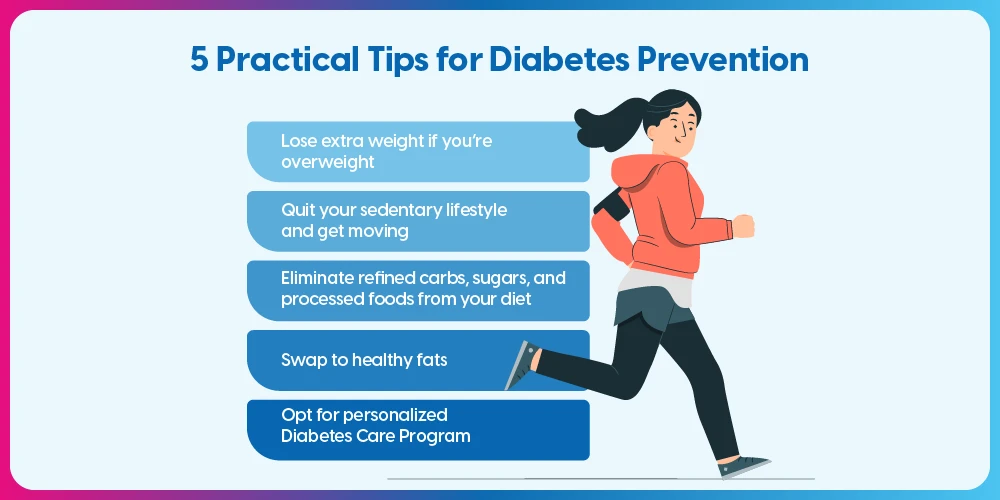 5 Practical Tips for Diabetes Prevention
Lose extra weight if you're
overweight
Quit your sedentary lifestyle
and get moving
Eliminate refined carbs, sugars, and
processed foods from your diet
Swap to healthy fats
Opt for personalized
Diabetes Care Program